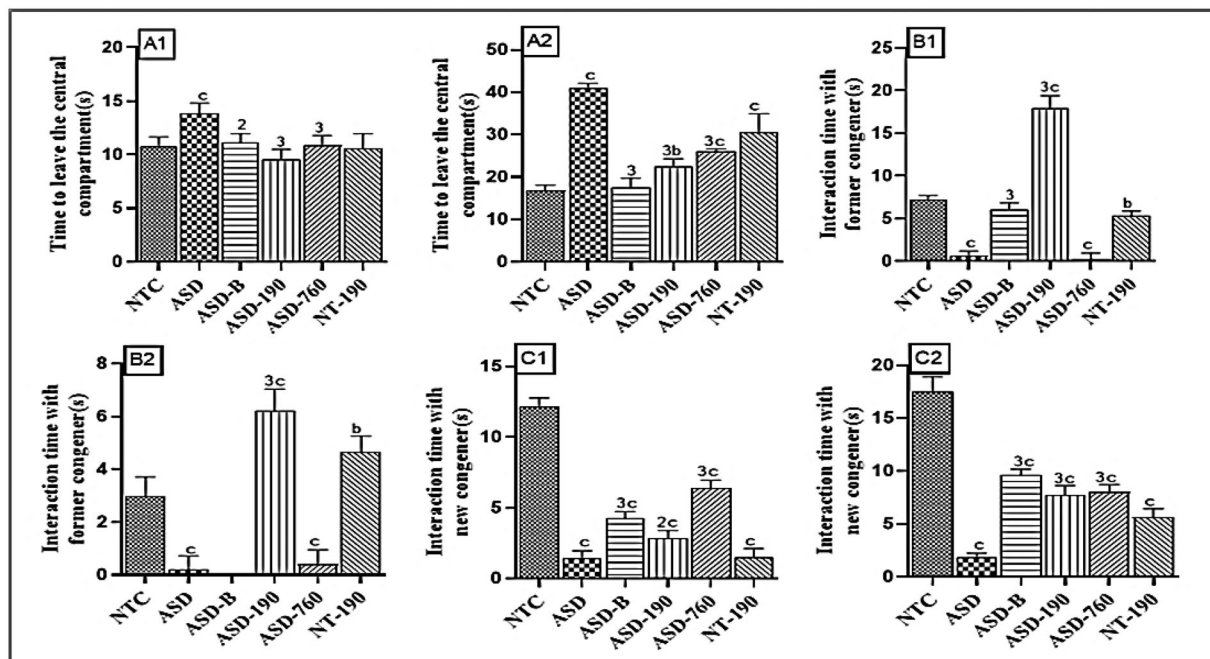 A1
Time to leave the central
compartment(s)
20
15
10
5
0
c
2
3
3
NTC
ASD
ASD-B
ASD-190
ASD-760
NT-190
A2
Time to leave the central
compartment(s)
50
40
30
20
10
0
c
3
3b
3c
c
NTC
ASD
ASD-B
ASD-190
ASD-760
NT-190
B1
Interaction time with
former congener(s)
25
20
15
10
5
0
c
3
3c
c
b
NTC
ASD
ASD-B
ASD-190
ASD-760
NT-190
B2
Interaction time with
former congener(s)
8
6
4
2
0
c
3c
c
b
NTC
ASD
ASD-B
ASD-190
ASD-760
NT-190
C1
Interaction time with
new congener(s)
15
10
5
0
c
3c
2c
3c
c
NTC
ASD
ASD-B
ASD-190
ASD-760
NT-190
C2
Interaction time with
new congener(s)
20
15
10
5
0
c
3c
3c
3c
c
NTC
ASD
ASD-B
ASD-190
ASD-760
NT-190